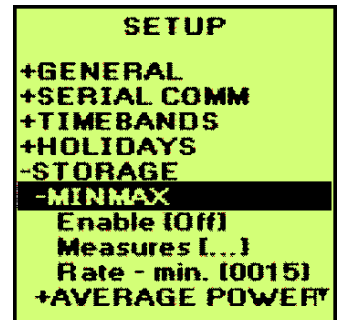 SETUP
+GENERAL
+SERIAL COMM
+TIMEBANDS
+HOLIDAYS
-STORAGE
-MINMAX
Enable [Off]
Measures [...]
Rate - min. [0015]
+AVERAGE POWER